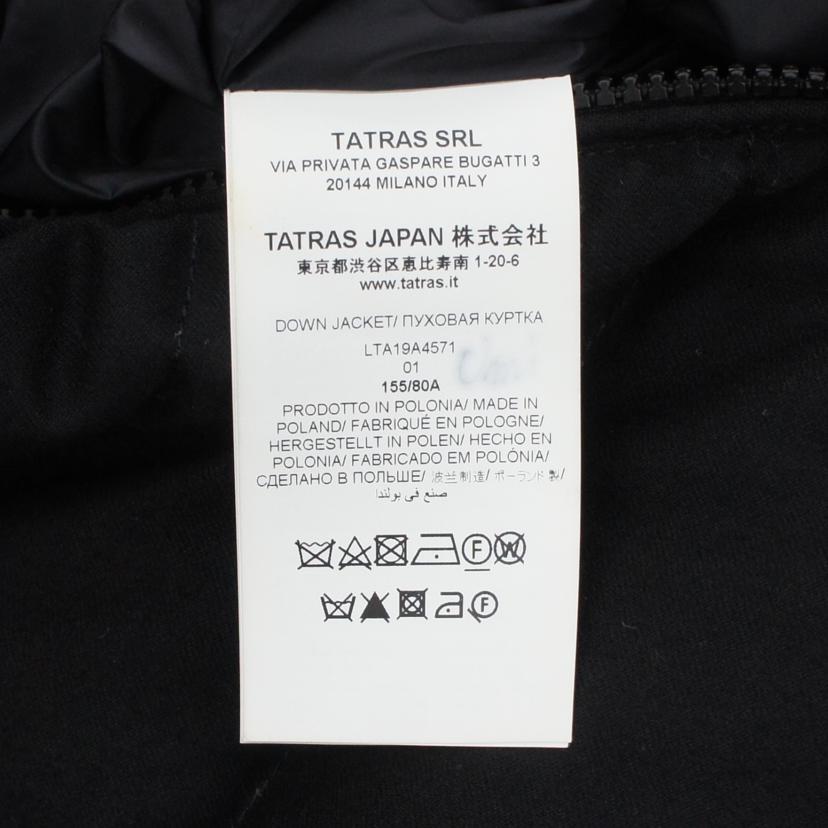 TATRAS SRL
VIA PRIVATA GASPARE BUGATTI 3
20144 MILANO ITALY
TATRAS JAPAN 株式会社
東京都渋谷区恵比寿南 1-20-6
www.tatras.it
DOWN JACKET/ ПУХОВАЯ КУРТКА
LTA19A4571
01
155/80A
PRODOTTO IN POLONIA/ MADE IN
POLAND/ FABRIQUÉ EN POLOGNE/
HERGESTELLT IN POLEN/ HECHO EN
POLONIA/ FABRICADO EM POLÓNIA/
СДЕЛАНО В ПОЛЬШЕ/ 波兰制造/ ポーランド製/
صنع في بولندا
F W
F